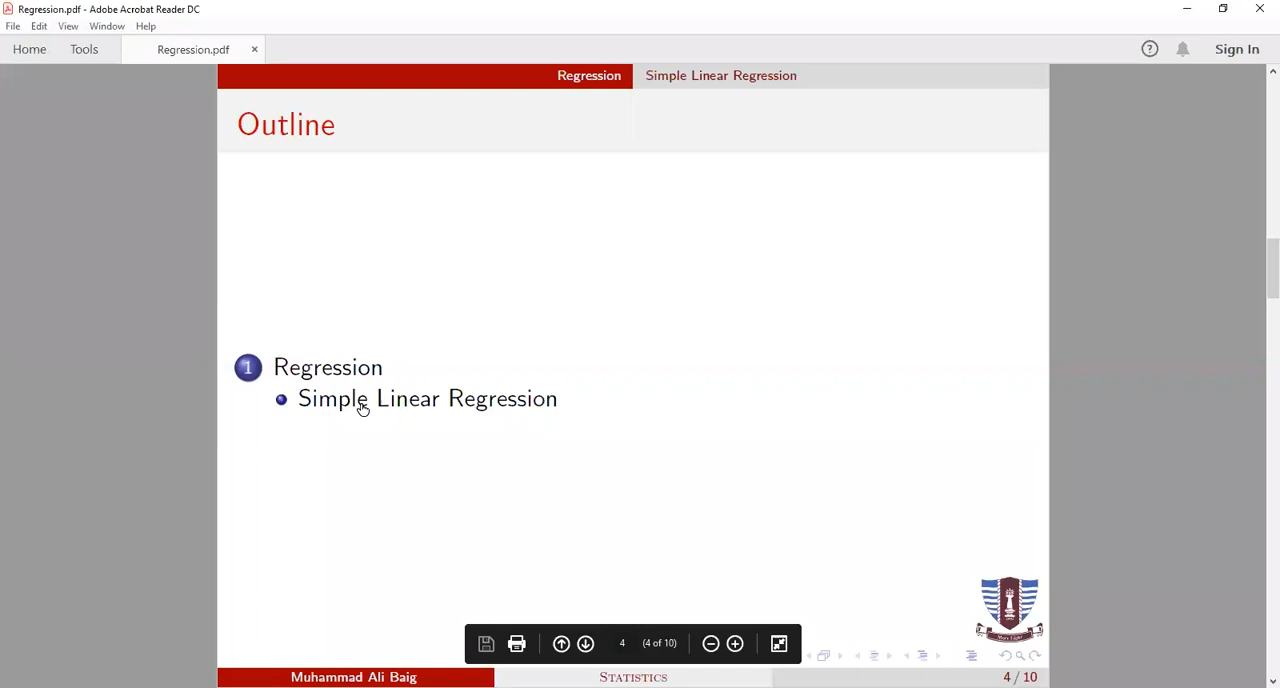 Regression.pdf - Adobe Acrobat Reader DC
File Edit View Window Help
Home Tools Regression.pdf × ? Sign In
Regression Simple Linear Regression
Outline
1 Regression
Simple Linear Regression
4 (4 of 10)
Muhammad Ali Baig STATISTICS 4 / 10